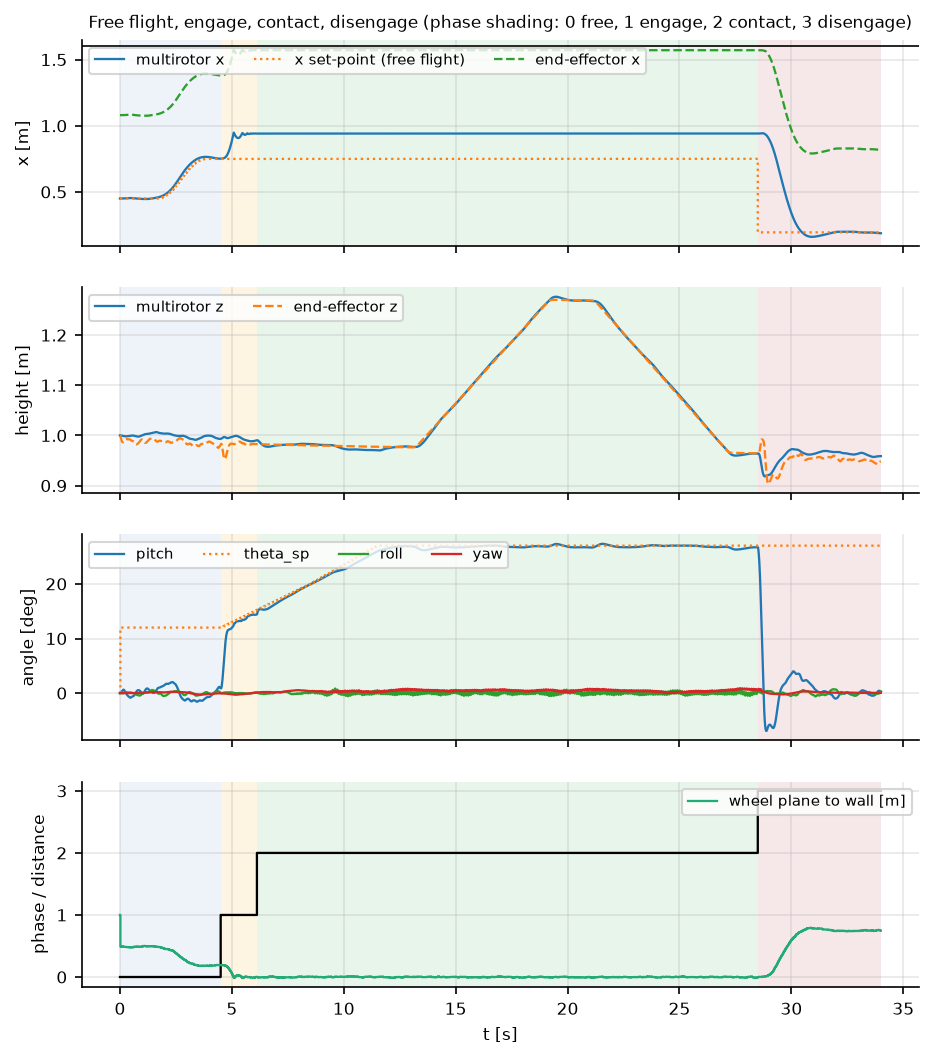 Free flight, engage, contact, disengage (phase shading: 0 free, 1 engage, 2 contact, 3 disengage)
1.5
1.0
0.5
x [m]
multirotor x
x set-point (free flight)
end-effector x
1.2
1.1
1.0
0.9
height [m]
multirotor z
end-effector z
20
10
0
angle [deg]
pitch
theta_sp
roll
yaw
3
2
1
0
phase / distance
wheel plane to wall [m]
0 5 10 15 20 25 30 35
t [s]